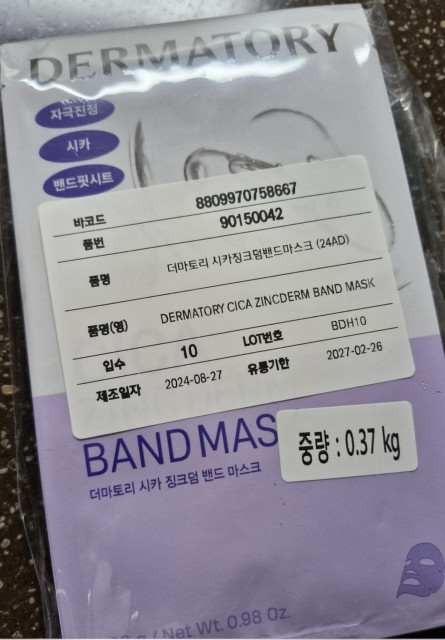 DERMATORY
자극진정
시카
밴드핏시트
바코드 8809970758667
품번 90150042
품명 더마토리 시카징크덤밴드마스크 (24AD)
품명(영) DERMATORY CICA ZINCDERM BAND MASK
입수 10 LOT번호 BDH10
제조일자 2024-08-27 유통기한 2027-02-26
BAND MAS
중량 : 0.37 kg
더마토리 시카 징크덤 밴드 마스크
g / Net Wt. 0.98 Oz.